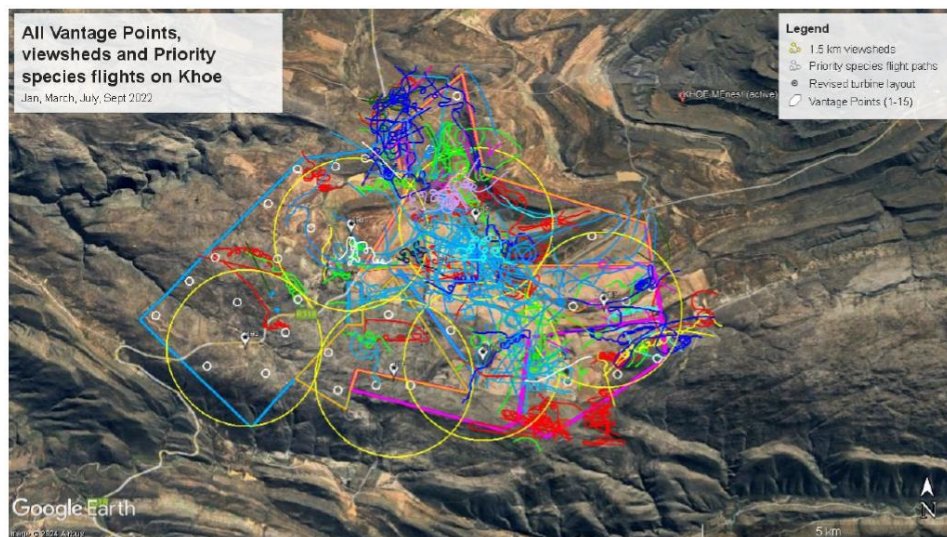 All Vantage Points,
viewsheds and Priority
species flights on Khoe
Jan, March, July, Sept 2022
Legend
1.5 km viewsheds
Priority species flight paths
Revised turbine layout
Vantage Points (1-15)
(active)
Google Earth
5 km
N